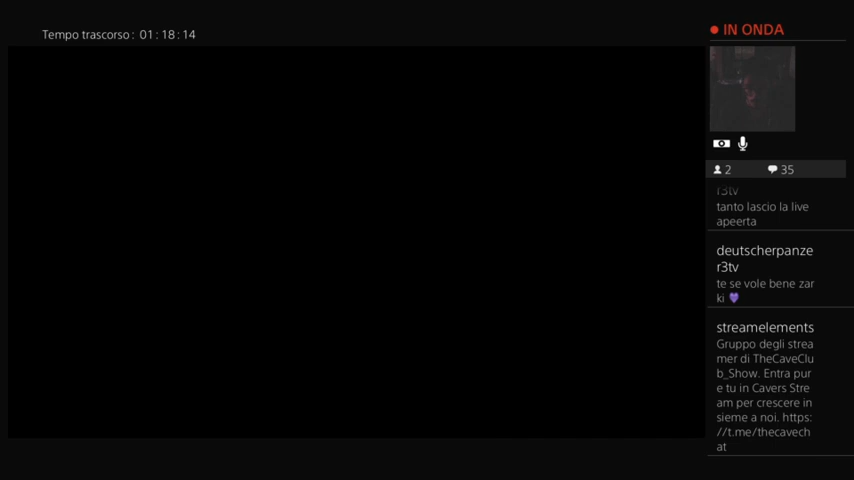 Tempo trascorso: 01:18:14
IN ONDA
2
35
r3tv
tanto lascio la live
apeerta
deutscherpanze
r3tv
te se vole bene zar
ki 💜
streamelements
Gruppo degli strea
mer di TheCaveClu
b_Show. Entra pur
e tu in Cavers Stre
am per crescere in
sieme a noi. https:
//t.me/thecavech
at